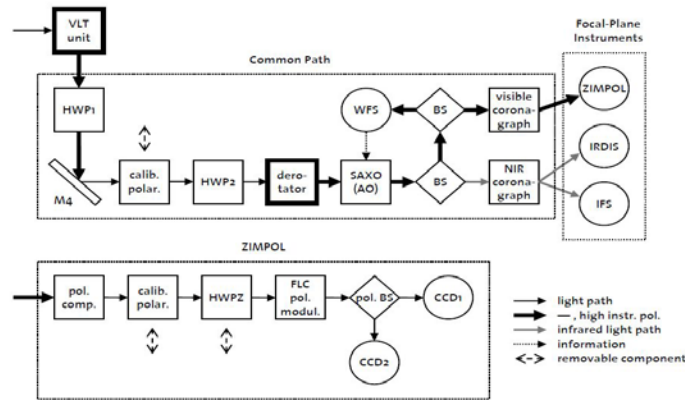 VLT
unit
Focal-Plane
Instruments
Common Path
HWP1
WFS
BS
visible
corona-
graph
ZIMPOL
M4
calib.
polar.
HWP2
dero-
tator
SAXO
(AO)
BS
NIR
corona-
graph
IRDIS
IFS
ZIMPOL
pol.
comp.
calib.
polar.
HWPZ
FLC
pol.
modul.
pol. BS
CCD1
CCD2
light path
— , high instr. pol.
infrared light path
information
removable component